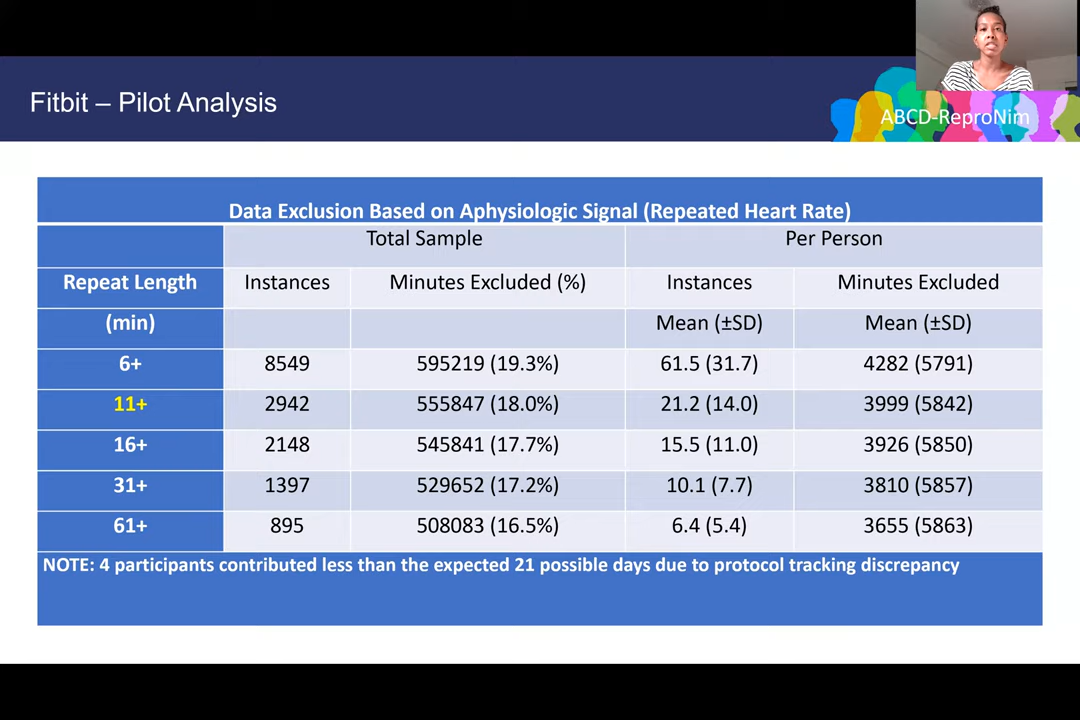 Fitbit – Pilot Analysis
ABCD-ReproNim
Data Exclusion Based on Aphysiologic Signal (Repeated Heart Rate)
Total Sample Per Person
Repeat Length Instances Minutes Excluded (%) Instances Minutes Excluded
(min) Mean (±SD) Mean (±SD)
6+ 8549 595219 (19.3%) 61.5 (31.7) 4282 (5791)
11+ 2942 555847 (18.0%) 21.2 (14.0) 3999 (5842)
16+ 2148 545841 (17.7%) 15.5 (11.0) 3926 (5850)
31+ 1397 529652 (17.2%) 10.1 (7.7) 3810 (5857)
61+ 895 508083 (16.5%) 6.4 (5.4) 3655 (5863)
NOTE: 4 participants contributed less than the expected 21 possible days due to protocol tracking discrepancy